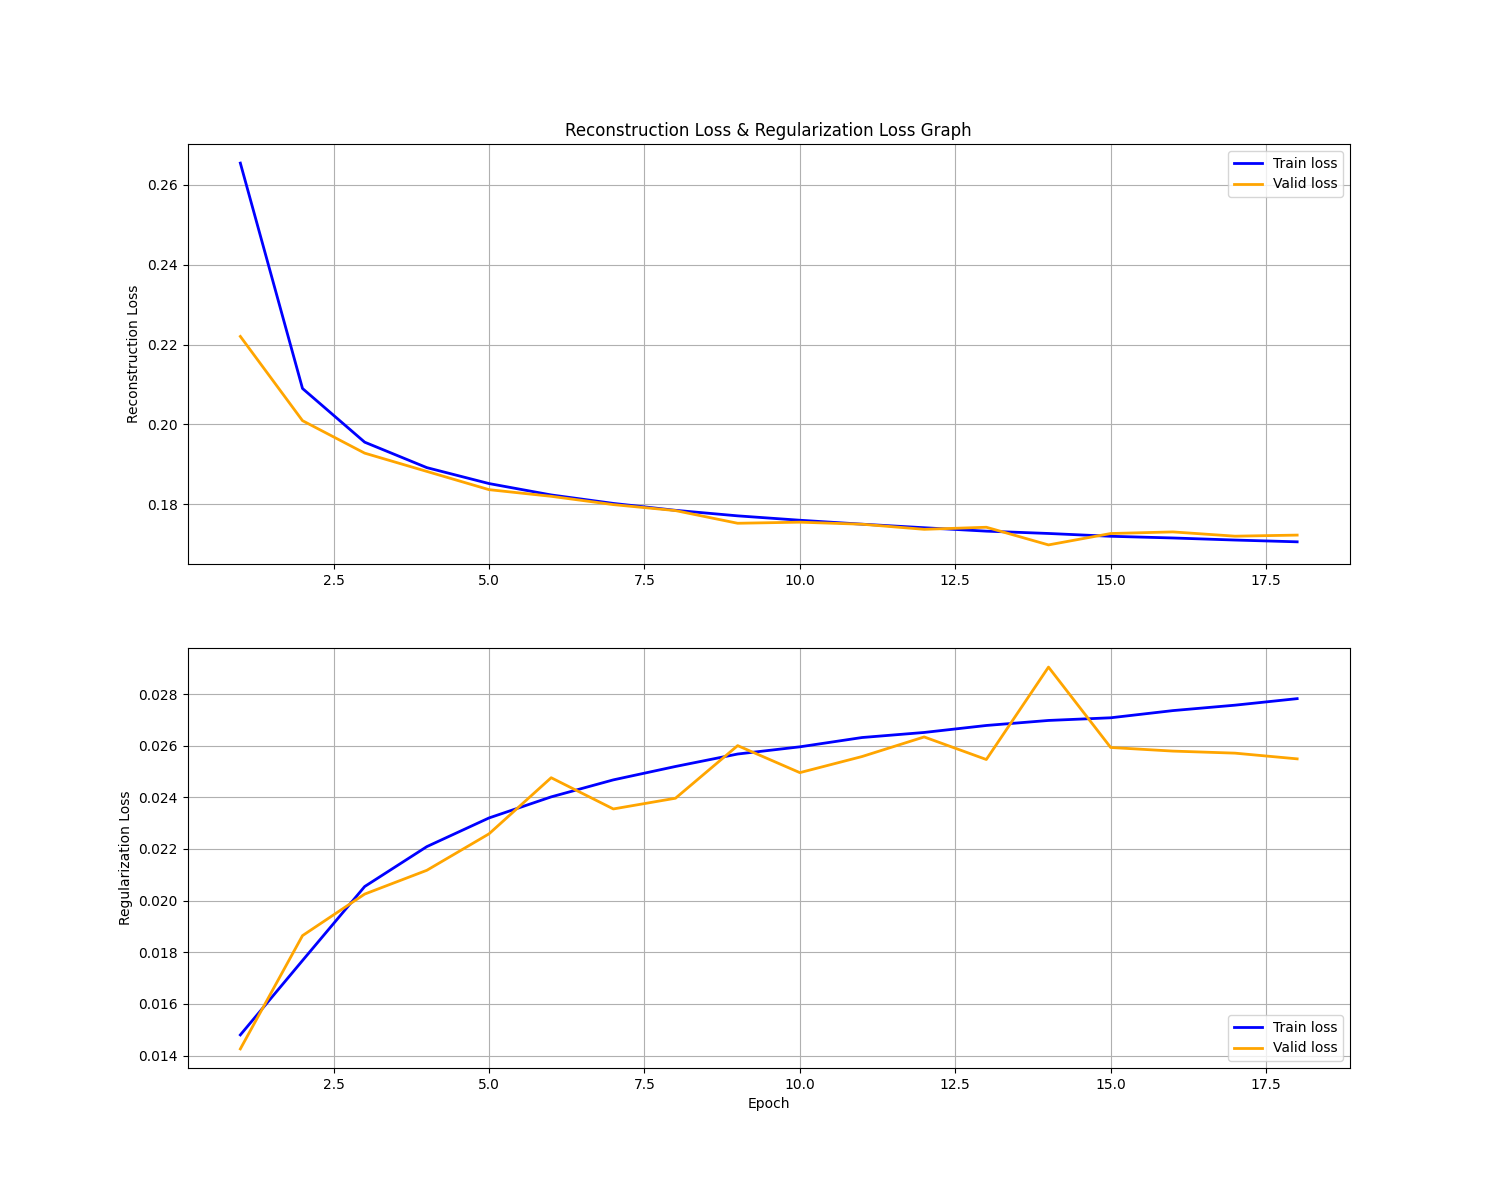 Reconstruction Loss & Regularization Loss Graph
Train loss
Valid loss
0.26
0.24
0.22
0.20
0.18
Reconstruction Loss
2.5 5.0 7.5 10.0 12.5 15.0 17.5
0.028
0.026
0.024
0.022
0.020
0.018
0.016
0.014
Regularization Loss
Train loss
Valid loss
2.5 5.0 7.5 10.0 12.5 15.0 17.5
Epoch